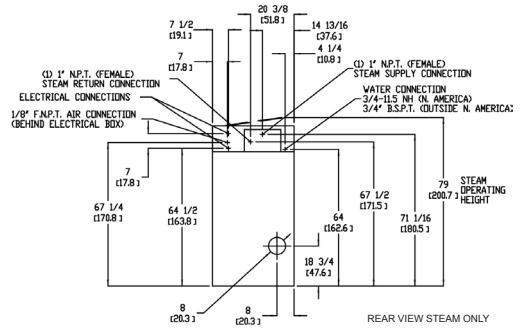 20 3/8
[51.8]
7 1/2
[19.1]
14 13/16
[37.6]
7
[17.8]
4 1/4
[10.8]
(1) 1" N.P.T. (FEMALE)
STEAM RETURN CONNECTION
ELECTRICAL CONNECTIONS
1/8" F.N.P.T. AIR CONNECTION
(BEHIND ELECTRICAL BOX)
(1) 1" N.P.T. (FEMALE)
STEAM SUPPLY CONNECTION
WATER CONNECTION
3/4-11.5 NH (N. AMERICA)
3/4" B.S.P.T. (OUTSIDE N. AMERICA)
7
[17.8]
67 1/4
[170.8]
64 1/2
[163.8]
64
[162.6]
67 1/2
[171.5]
71 1/16
[180.5]
79
[200.7]
STEAM
OPERATING
HEIGHT
18 3/4
[47.6]
8
[20.3]
8
[20.3]
REAR VIEW STEAM ONLY